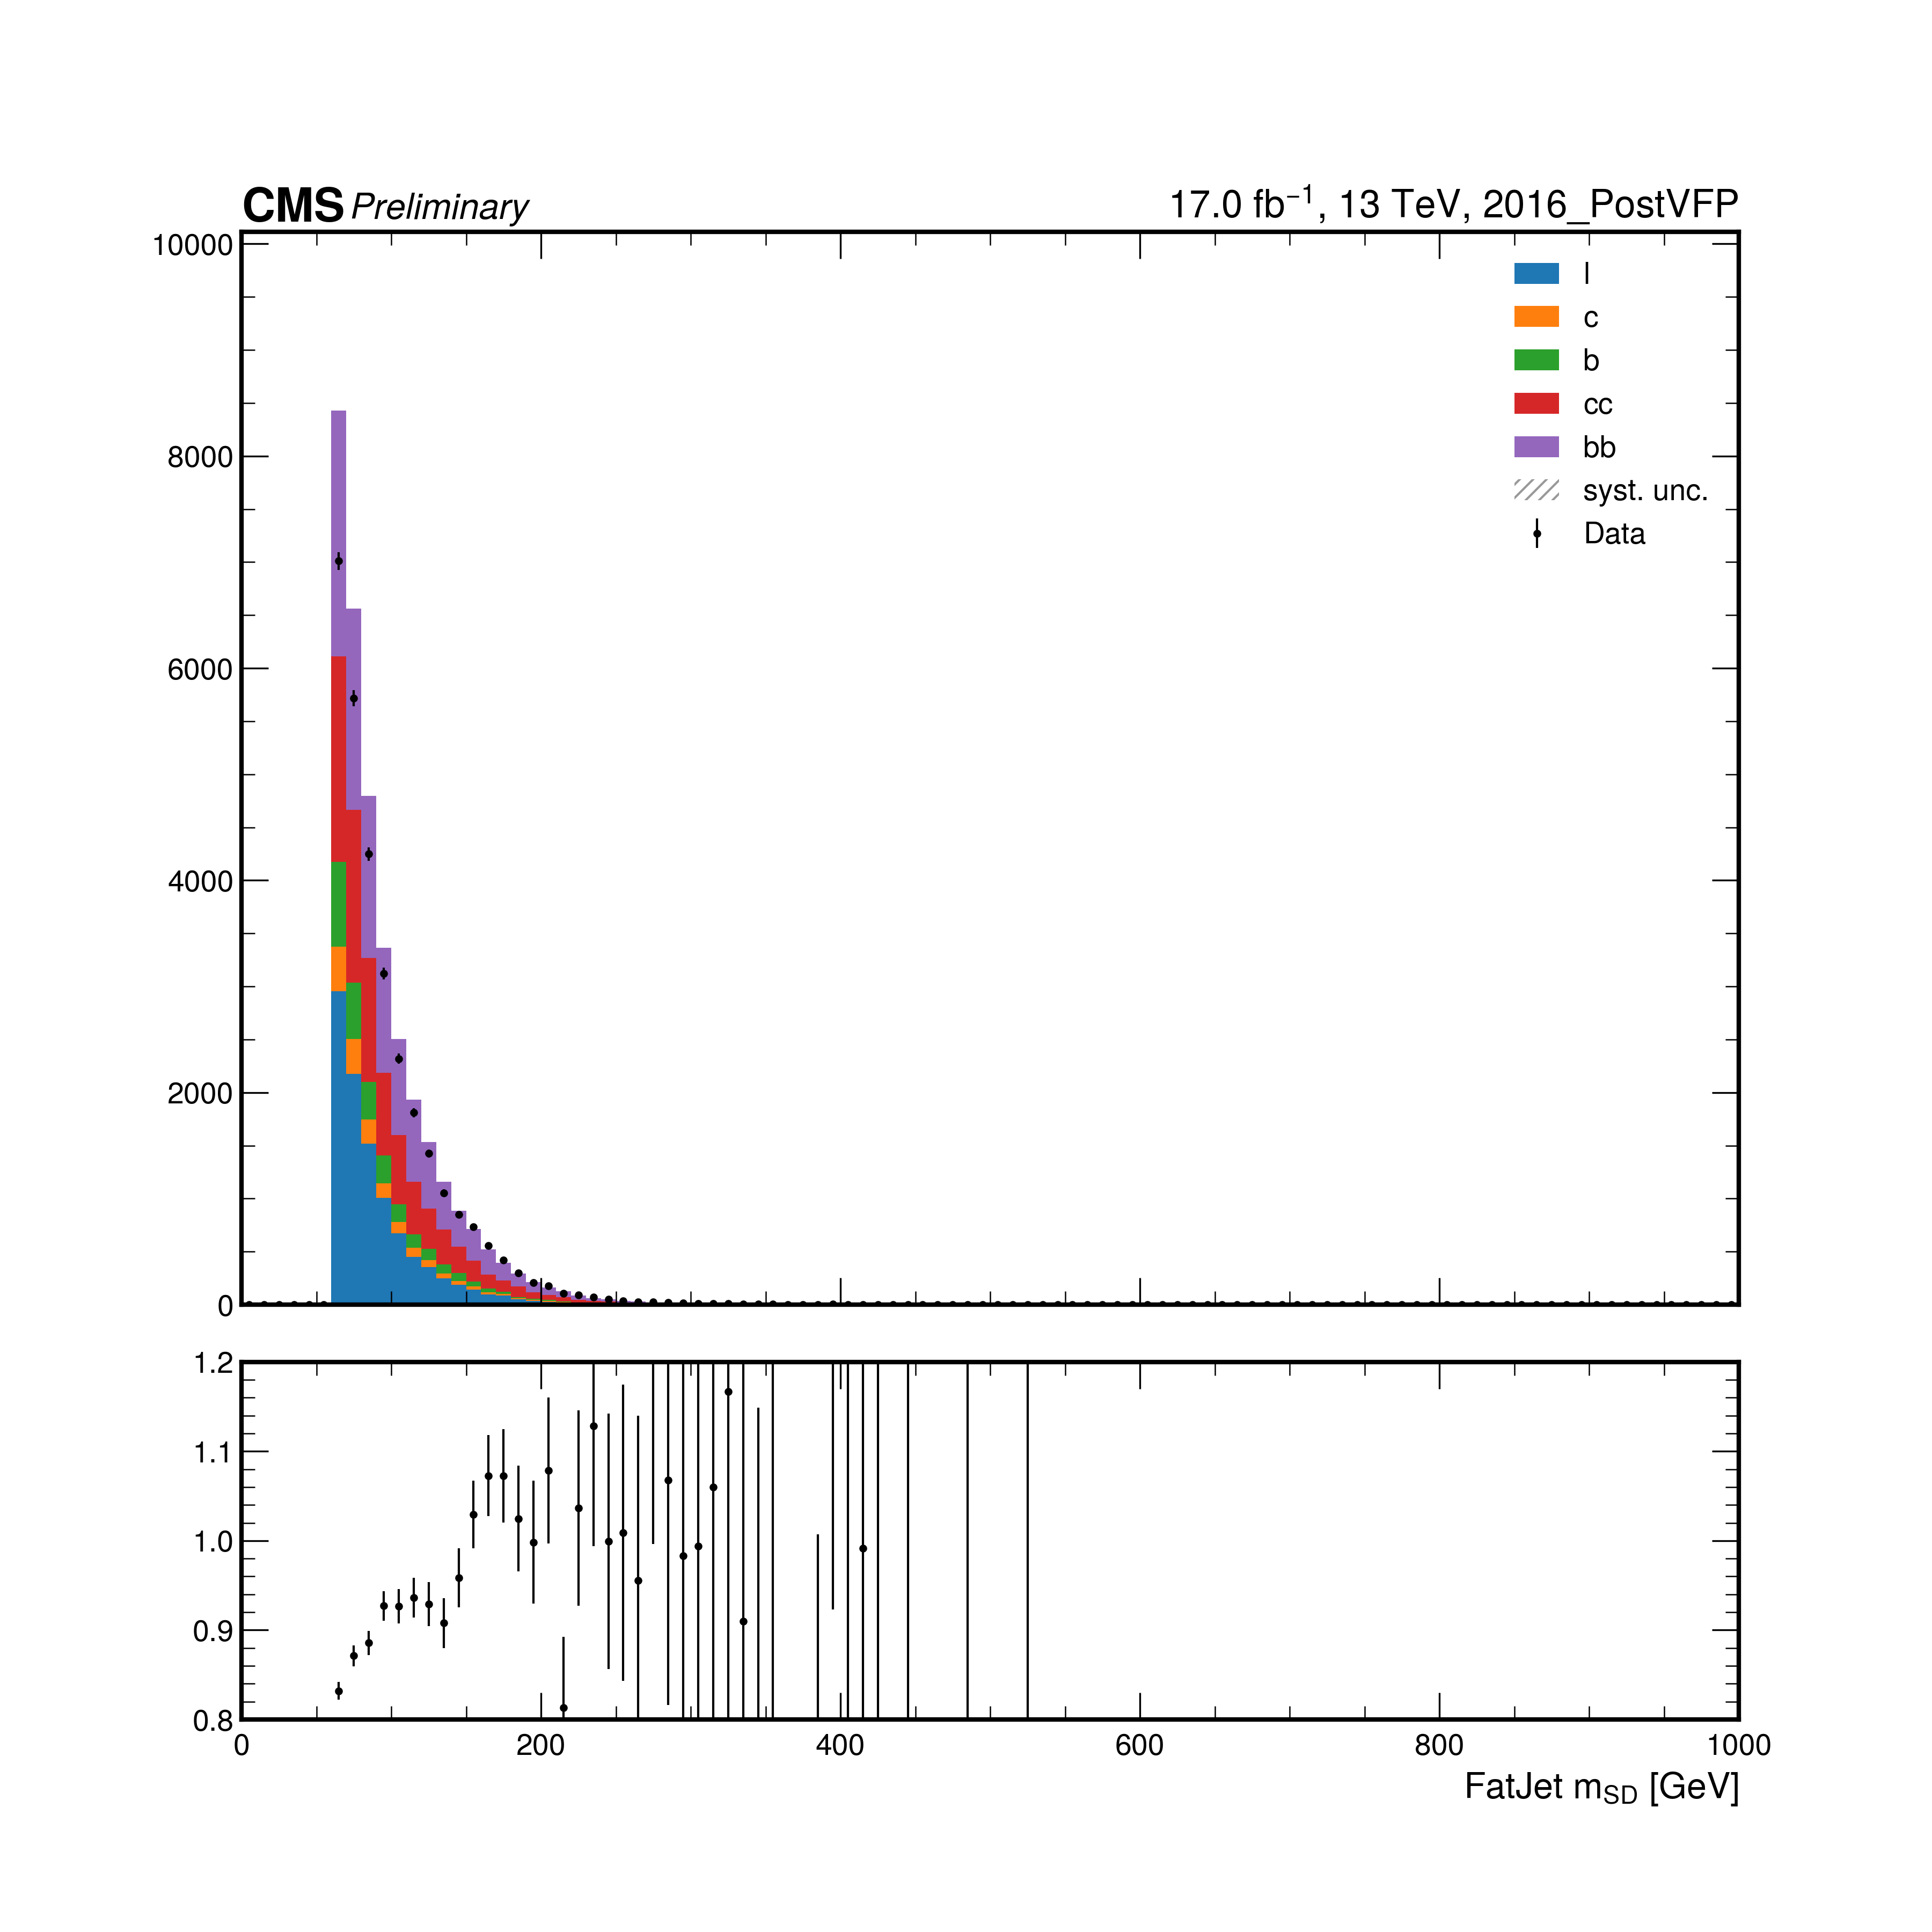 CMS Preliminary 17.0 fb⁻¹, 13 TeV, 2016_PostVFP
10000
8000
6000
4000
2000
0
l
c
b
cc
bb
syst. unc.
Data
1.2
1.1
1.0
0.9
0.8
0 200 400 600 800 1000
FatJet m_SD [GeV]